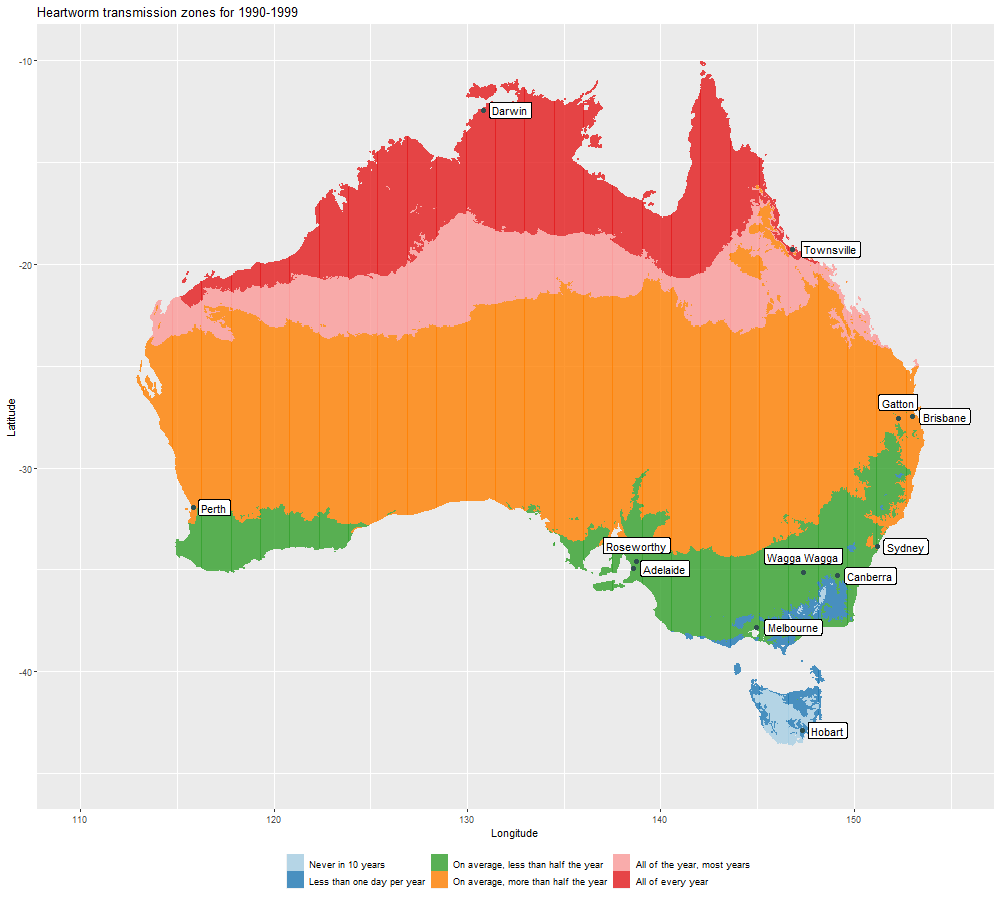 Heartworm transmission zones for 1990-1999
-10
Darwin
Townsville
-20
Gatton
Brisbane
-30
Perth
Roseworthy
Sydney
Wagga Wagga
Adelaide
Canberra
Melbourne
-40
Hobart
Latitude
110 120 130 140 150
Longitude
Never in 10 years On average, less than half the year All of the year, most years
Less than one day per year On average, more than half the year All of every year